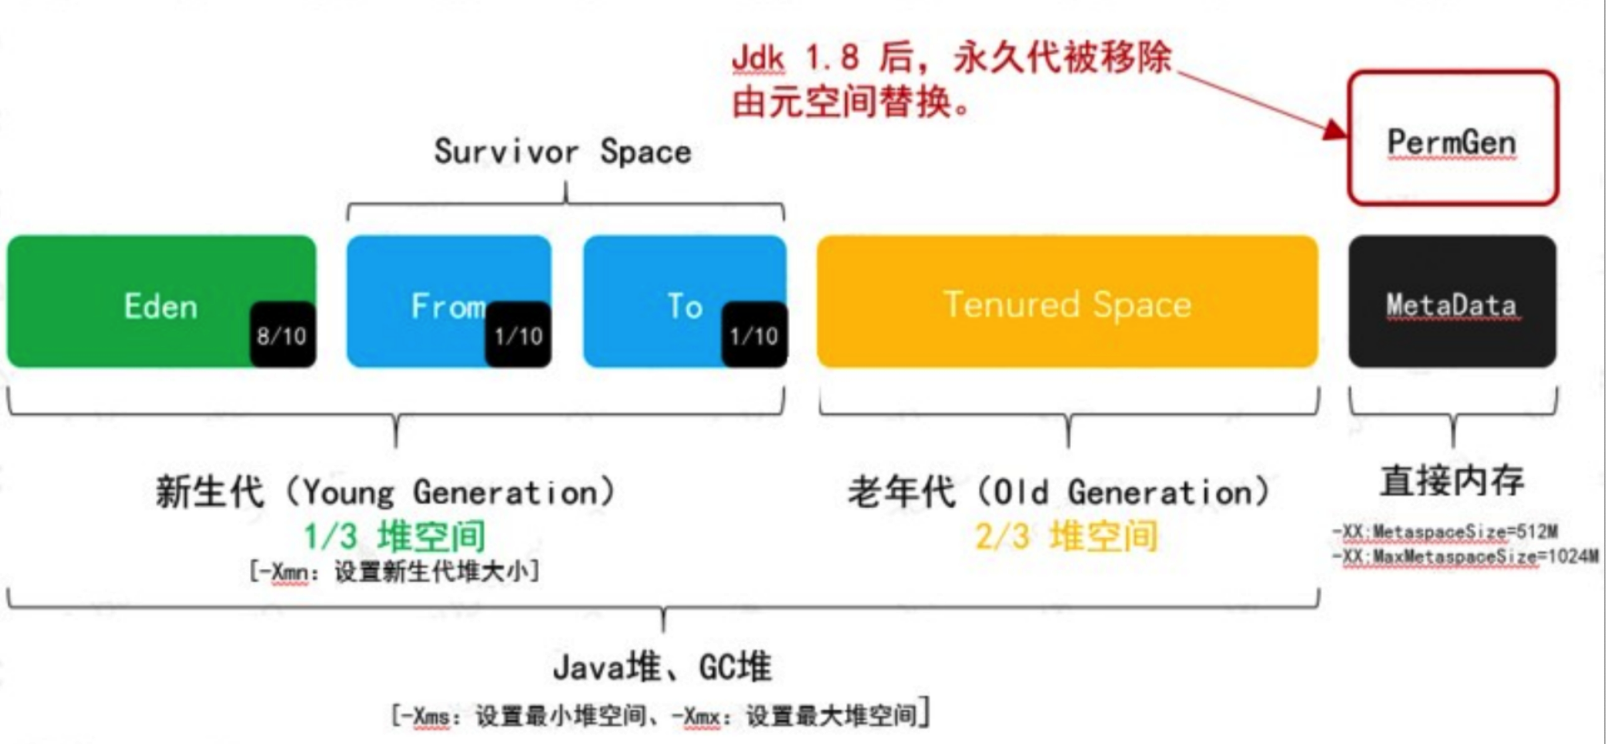 Jdk 1.8 后，永久代被移除
由元空间替换。
PermGen
Survivor Space
Eden
8/10
From
1/10
To
1/10
Tenured Space
MetaData
新生代（Young Generation）
1/3 堆空间
[-Xmn：设置新生代堆大小]
老年代（Old Generation）
2/3 堆空间
直接内存
-XX:MetaspaceSize=512M
-XX:MaxMetaspaceSize=1024M
Java堆、GC堆
[-Xms：设置最小堆空间、-Xmx：设置最大堆空间]